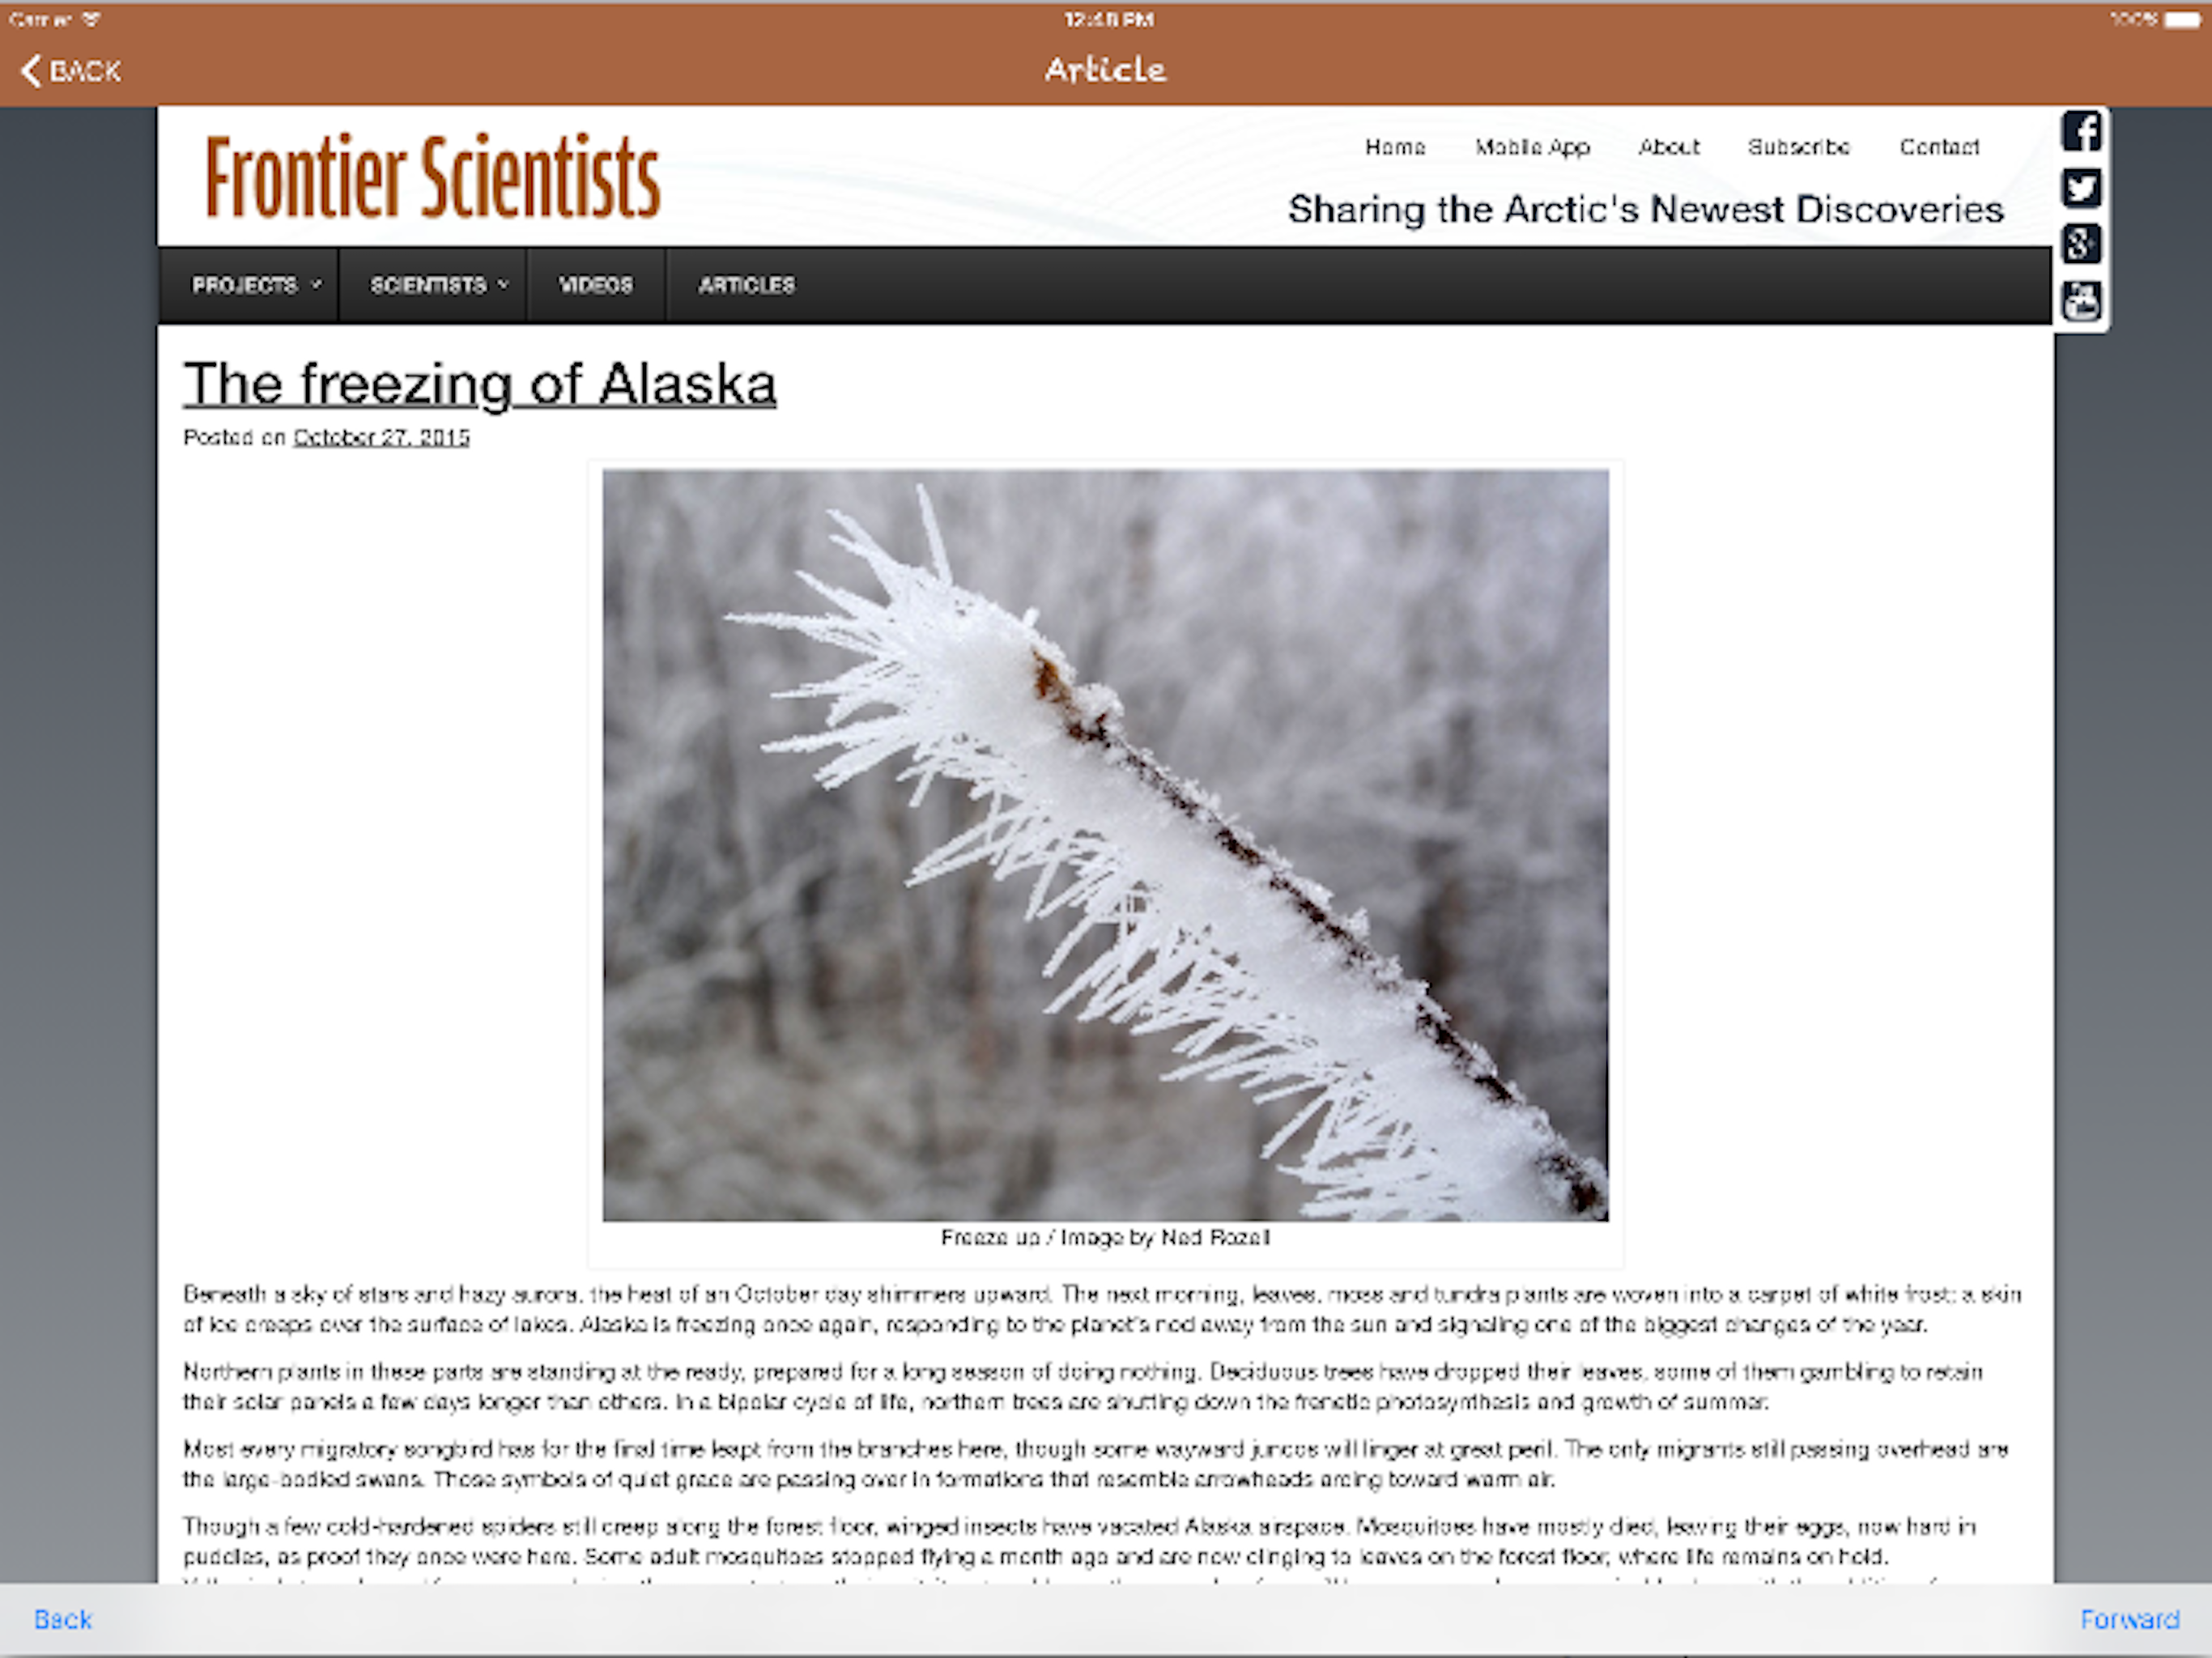 Carrier
12:48 PM
100%
BACK
Article
Frontier Scientists
Home Mobile App About Subscribe Contact
Sharing the Arctic's Newest Discoveries
PROJECTS SCIENTISTS VIDEOS ARTICLES
The freezing of Alaska
Posted on October 27, 2015
Freeze up / Image by Ned Rozell
Beneath a sky of stars and hazy aurora, the heat of an October day shimmers upward. The next morning, leaves, moss and tundra plants are woven into a carpet of white frost; a skin
of ice creeps over the surface of lakes. Alaska is freezing once again, responding to the planet's nod away from the sun and signaling one of the biggest changes of the year.
Northern plants in these parts are standing at the ready, prepared for a long season of doing nothing. Deciduous trees have dropped their leaves, some of them gambling to retain
their solar panels a few days longer than others. In a bipolar cycle of life, northern trees are shutting down the frenetic photosynthesis and growth of summer.
Most every migratory songbird has for the final time leapt from the branches here, though some wayward juncos will linger at great peril. The only migrants still passing overhead are
the large-bodied swans. Those symbols of quiet grace are passing over in formations that resemble arrowheads arcing toward warm air.
Though a few cold-hardened spiders still creep along the forest floor, winged insects have vacated Alaska airspace. Mosquitoes have mostly died, leaving their eggs, now hard in
puddles, as proof they once were here. Some adult mosquitoes stopped flying a month ago and are now clinging to leaves on the forest floor, where life remains on hold.
Back
Forward